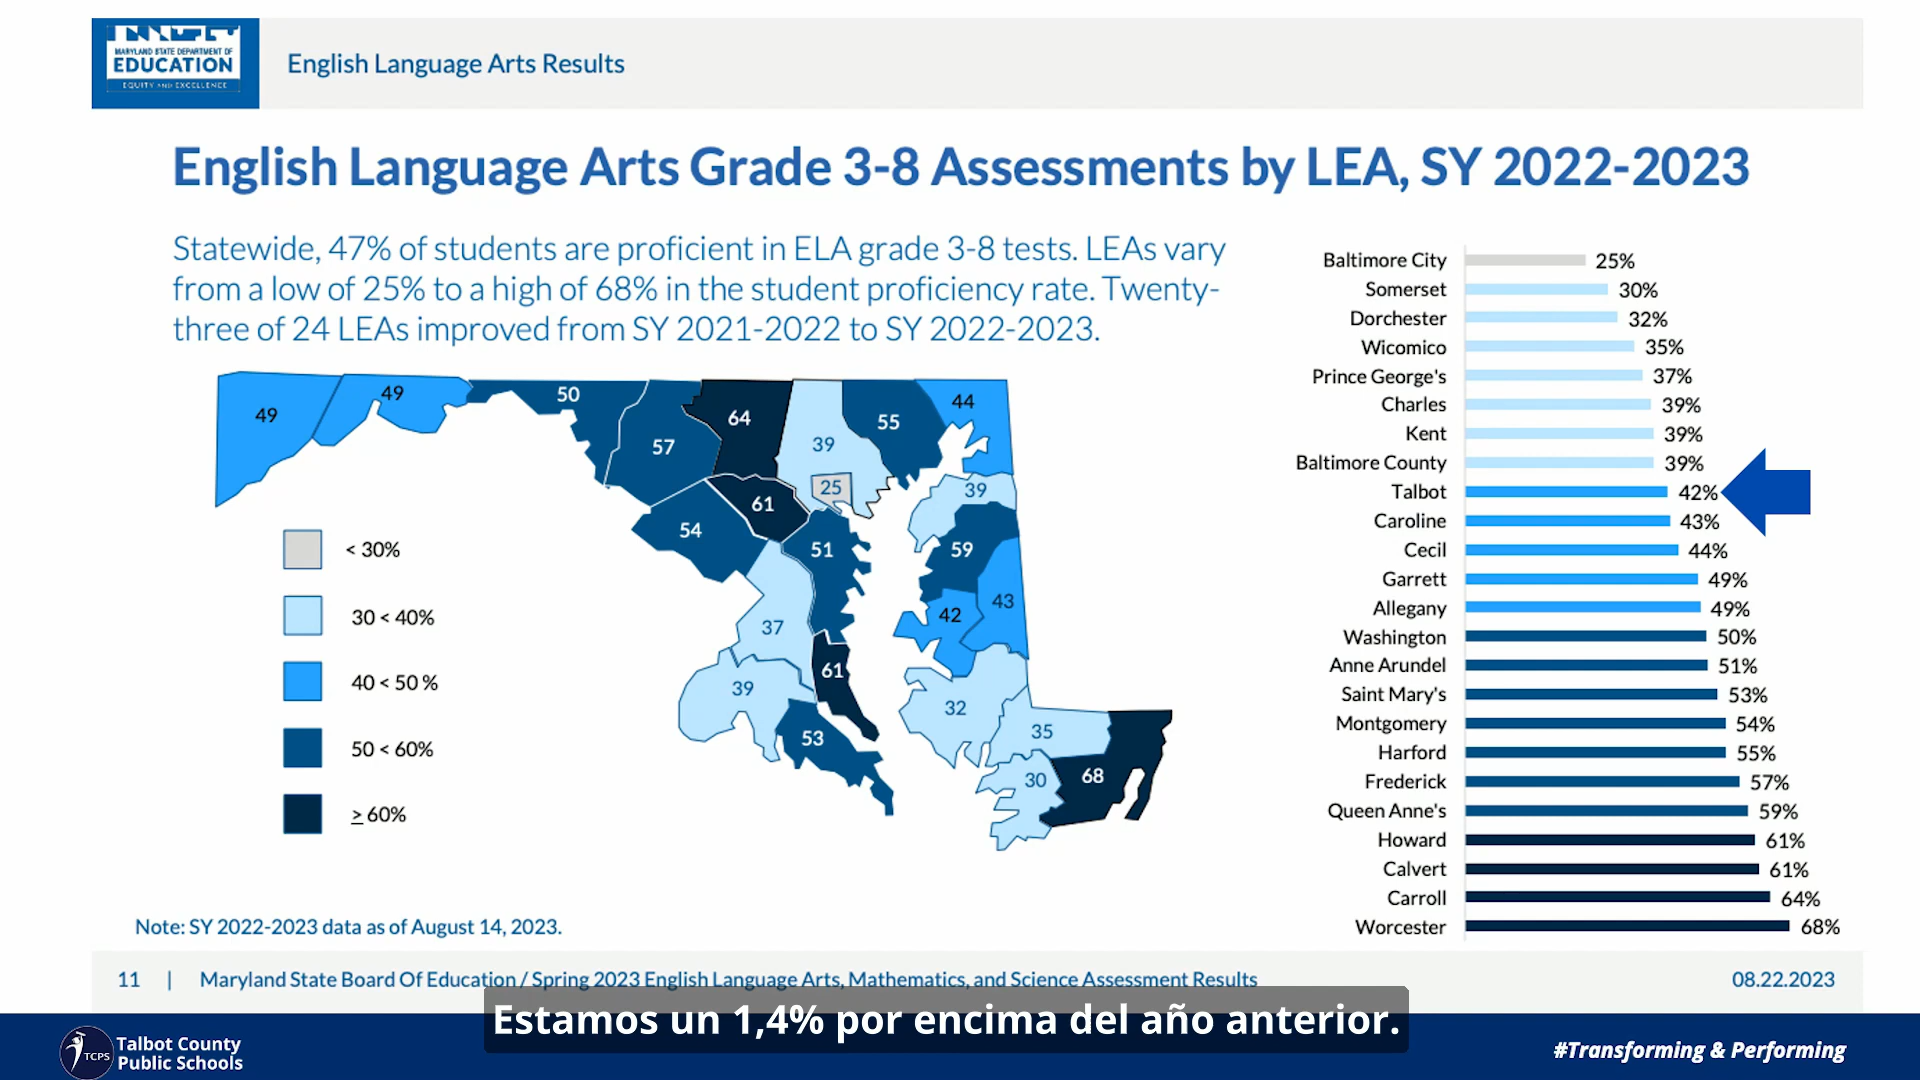 MARYLAND STATE DEPARTMENT OF
EDUCATION
EQUITY AND EXCELLENCE
English Language Arts Results
English Language Arts Grade 3-8 Assessments by LEA, SY 2022-2023
Statewide, 47% of students are proficient in ELA grade 3-8 tests. LEAs vary
from a low of 25% to a high of 68% in the student proficiency rate. Twenty-
three of 24 LEAs improved from SY 2021-2022 to SY 2022-2023.
49
49
50
57
64
39
55
44
25
61
54
51
39
59
42
43
37
61
39
53
32
35
30
68
< 30%
30 < 40%
40 < 50 %
50 < 60%
≥ 60%
Baltimore City 25%
Somerset 30%
Dorchester 32%
Wicomico 35%
Prince George's 37%
Charles 39%
Kent 39%
Baltimore County 39%
Talbot 42%
Caroline 43%
Cecil 44%
Garrett 49%
Allegany 49%
Washington 50%
Anne Arundel 51%
Saint Mary's 53%
Montgomery 54%
Harford 55%
Frederick 57%
Queen Anne's 59%
Howard 61%
Calvert 61%
Carroll 64%
Worcester 68%
Note: SY 2022-2023 data as of August 14, 2023.
11 | Maryland State Board Of Education / Spring 2023 English Language Arts, Mathematics, and Science Assessment Results 08.22.2023
Estamos un 1,4% por encima del año anterior.
TCPS
Talbot County
Public Schools
#Transforming & Performing